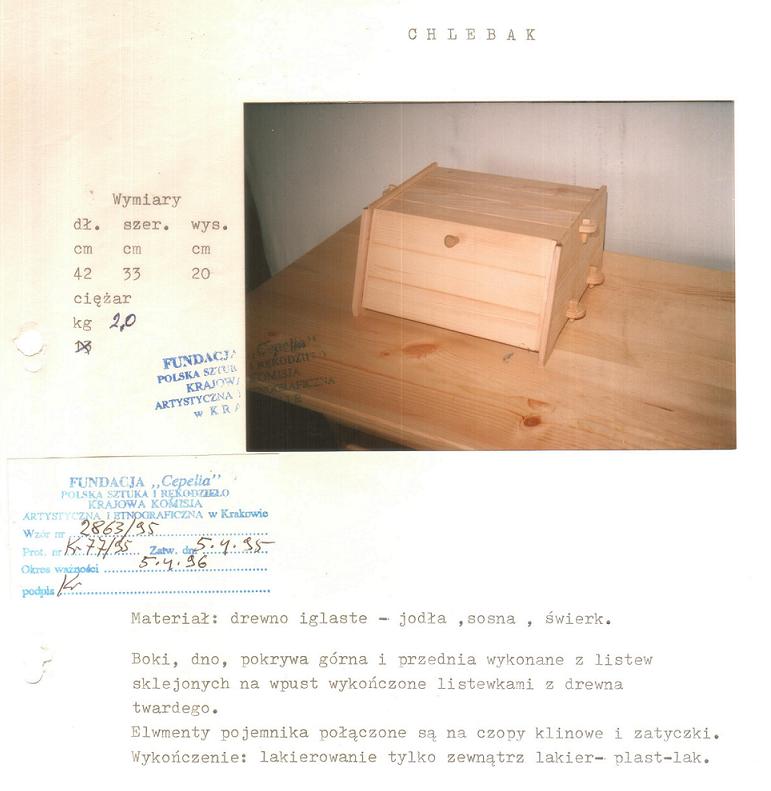 C H L E B A K
Wymiary
dł. szer. wys.
cm cm cm
42 33 20
ciężar
kg 2,0
FUNDACJA „Cepelia”
POLSKA SZTUKA I RĘKODZIEŁO
KRAJOWA KOMISJA
ARTYSTYCZNA I ETNOGRAFICZNA
w KRAKOWIE
FUNDACJA „Cepelia”
POLSKA SZTUKA I RĘKODZIEŁO
KRAJOWA KOMISJA
ARTYSTYCZNA I ETNOGRAFICZNA w Krakowie
Wzór nr 2863/95
Prot. nr Kr 77/95 Zatw. dn. 5.4.95
Okres ważności 5.4.96
podpis Kr
Materiał: drewno iglaste - jodła ,sosna , świerk.
Boki, dno, pokrywa górna i przednia wykonane z listew
sklejonych na wpust wykończone listewkami z drewna
twardego.
Elwmenty pojemnika połączone są na czopy klinowe i zatyczki.
Wykończenie: lakierowanie tylko zewnątrz lakier- plast-lak.